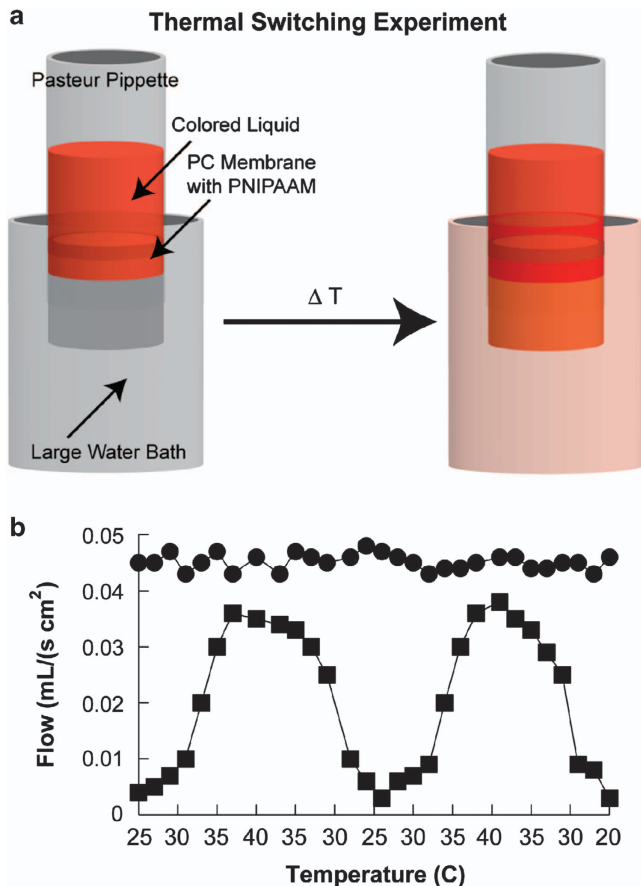 a
Thermal Switching Experiment
Pasteur Pippette
Colored Liquid
PC Membrane
with PNIPAAM
Δ T
Large Water Bath
b
0.05
0.04
0.03
0.02
0.01
0
Flow (mL/(s cm²)
25 30 35 40 35 30 25 30 35 40 35 30 20
Temperature (C)